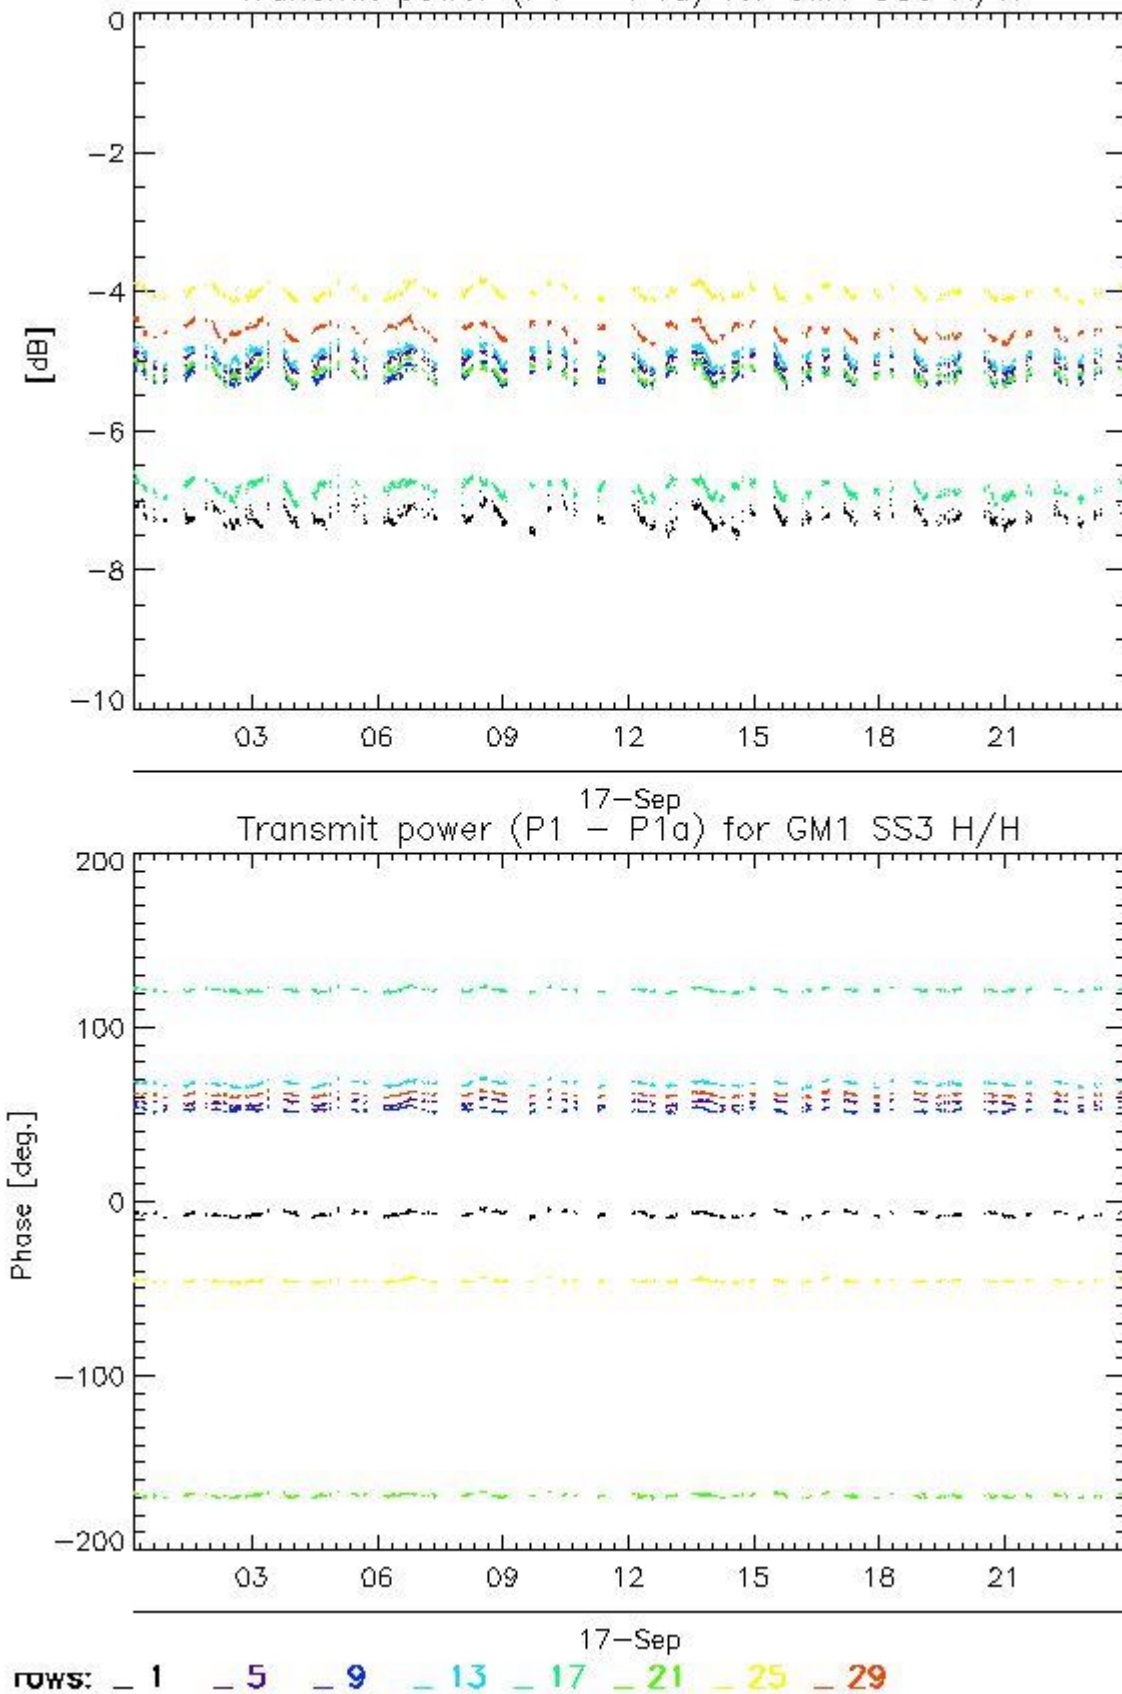 0
-2
-4
-6
-8
-10
[dB]
03 06 09 12 15 18 21
17-Sep
Transmit power (P1 - P1a) for GM1 SS3 H/H
200
100
0
-100
-200
Phase [deg.]
03 06 09 12 15 18 21
17-Sep
rows: _ 1 _ 5 _ 9 _ 13 _ 17 _ 21 _ 25 _ 29